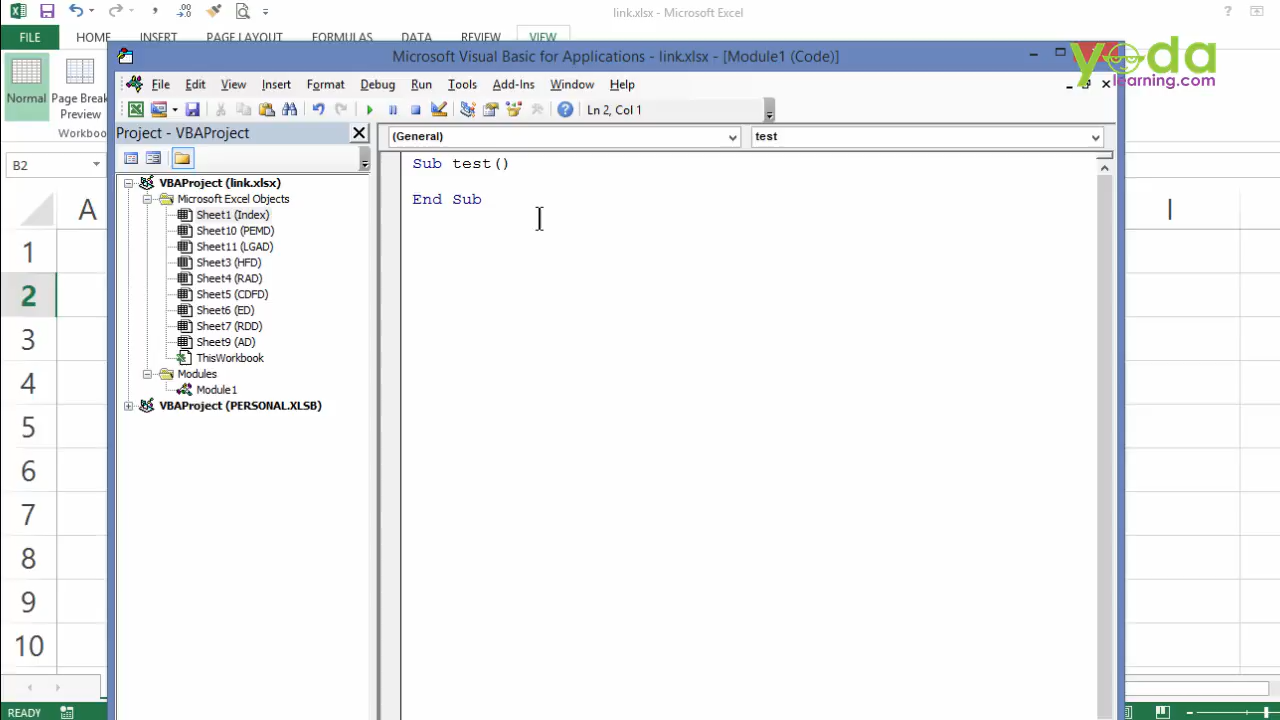 link.xlsx - Microsoft Excel
FILE HOME INSERT PAGE LAYOUT FORMULAS DATA REVIEW VIEW
yoda
learning.com
Microsoft Visual Basic for Applications - link.xlsx - [Module1 (Code)]
Normal
Page Break
Preview
Workbo
File Edit View Insert Format Debug Run Tools Add-Ins Window Help
Ln 2, Col 1
Project - VBAProject
(General)
test
B2
VBAProject (link.xlsx)
Microsoft Excel Objects
Sheet1 (Index)
Sheet10 (PEMD)
Sheet11 (LGAD)
Sheet3 (HFD)
Sheet4 (RAD)
Sheet5 (CDFD)
Sheet6 (ED)
Sheet7 (RDD)
Sheet9 (AD)
ThisWorkbook
Modules
Module1
VBAProject (PERSONAL.XLSB)
Sub test()
End Sub
A
I
1
2
3
4
5
6
7
8
9
10
READY